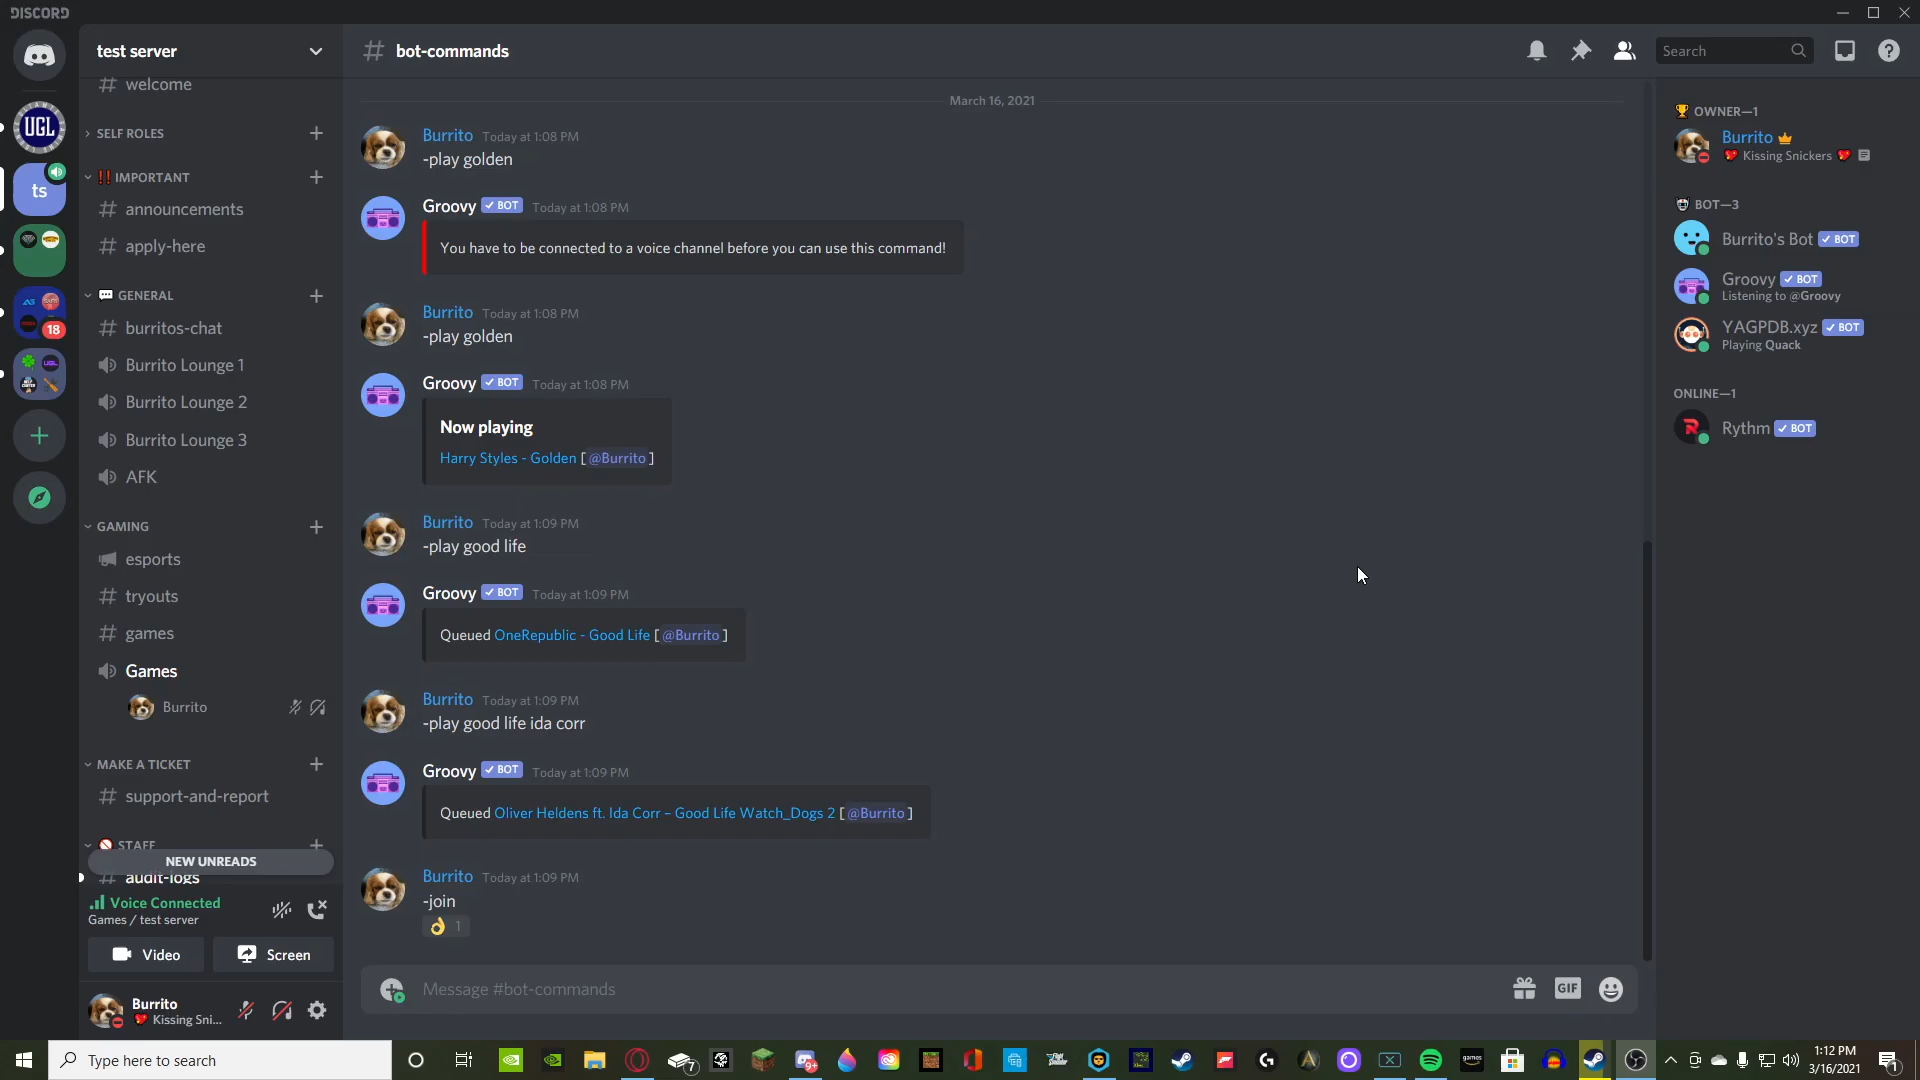 DISCORD
test server
bot-commands
Search
welcome
SELF ROLES
IMPORTANT
announcements
apply-here
GENERAL
burritos-chat
Burrito Lounge 1
Burrito Lounge 2
Burrito Lounge 3
AFK
GAMING
esports
tryouts
games
Games
Burrito
MAKE A TICKET
support-and-report
STAFF
NEW UNREADS
audit-logs
Voice Connected
Games / test server
Video
Screen
Burrito
Kissing Sni...
UGL
ts
18
March 16, 2021
Burrito Today at 1:08 PM
-play golden
Groovy BOT Today at 1:08 PM
You have to be connected to a voice channel before you can use this command!
Burrito Today at 1:08 PM
-play golden
Groovy BOT Today at 1:08 PM
Now playing
Harry Styles - Golden [@Burrito]
Burrito Today at 1:09 PM
-play good life
Groovy BOT Today at 1:09 PM
Queued OneRepublic - Good Life [@Burrito]
Burrito Today at 1:09 PM
-play good life ida corr
Groovy BOT Today at 1:09 PM
Queued Oliver Heldens ft. Ida Corr – Good Life Watch_Dogs 2 [@Burrito]
Burrito Today at 1:09 PM
-join
1
Message #bot-commands
GIF
OWNER—1
Burrito
Kissing Snickers
BOT—3
Burrito's Bot BOT
Groovy BOT
Listening to @Groovy
YAGPDB.xyz BOT
Playing Quack
ONLINE—1
Rythm BOT
Type here to search
7
9+
games
1:12 PM
3/16/2021
1